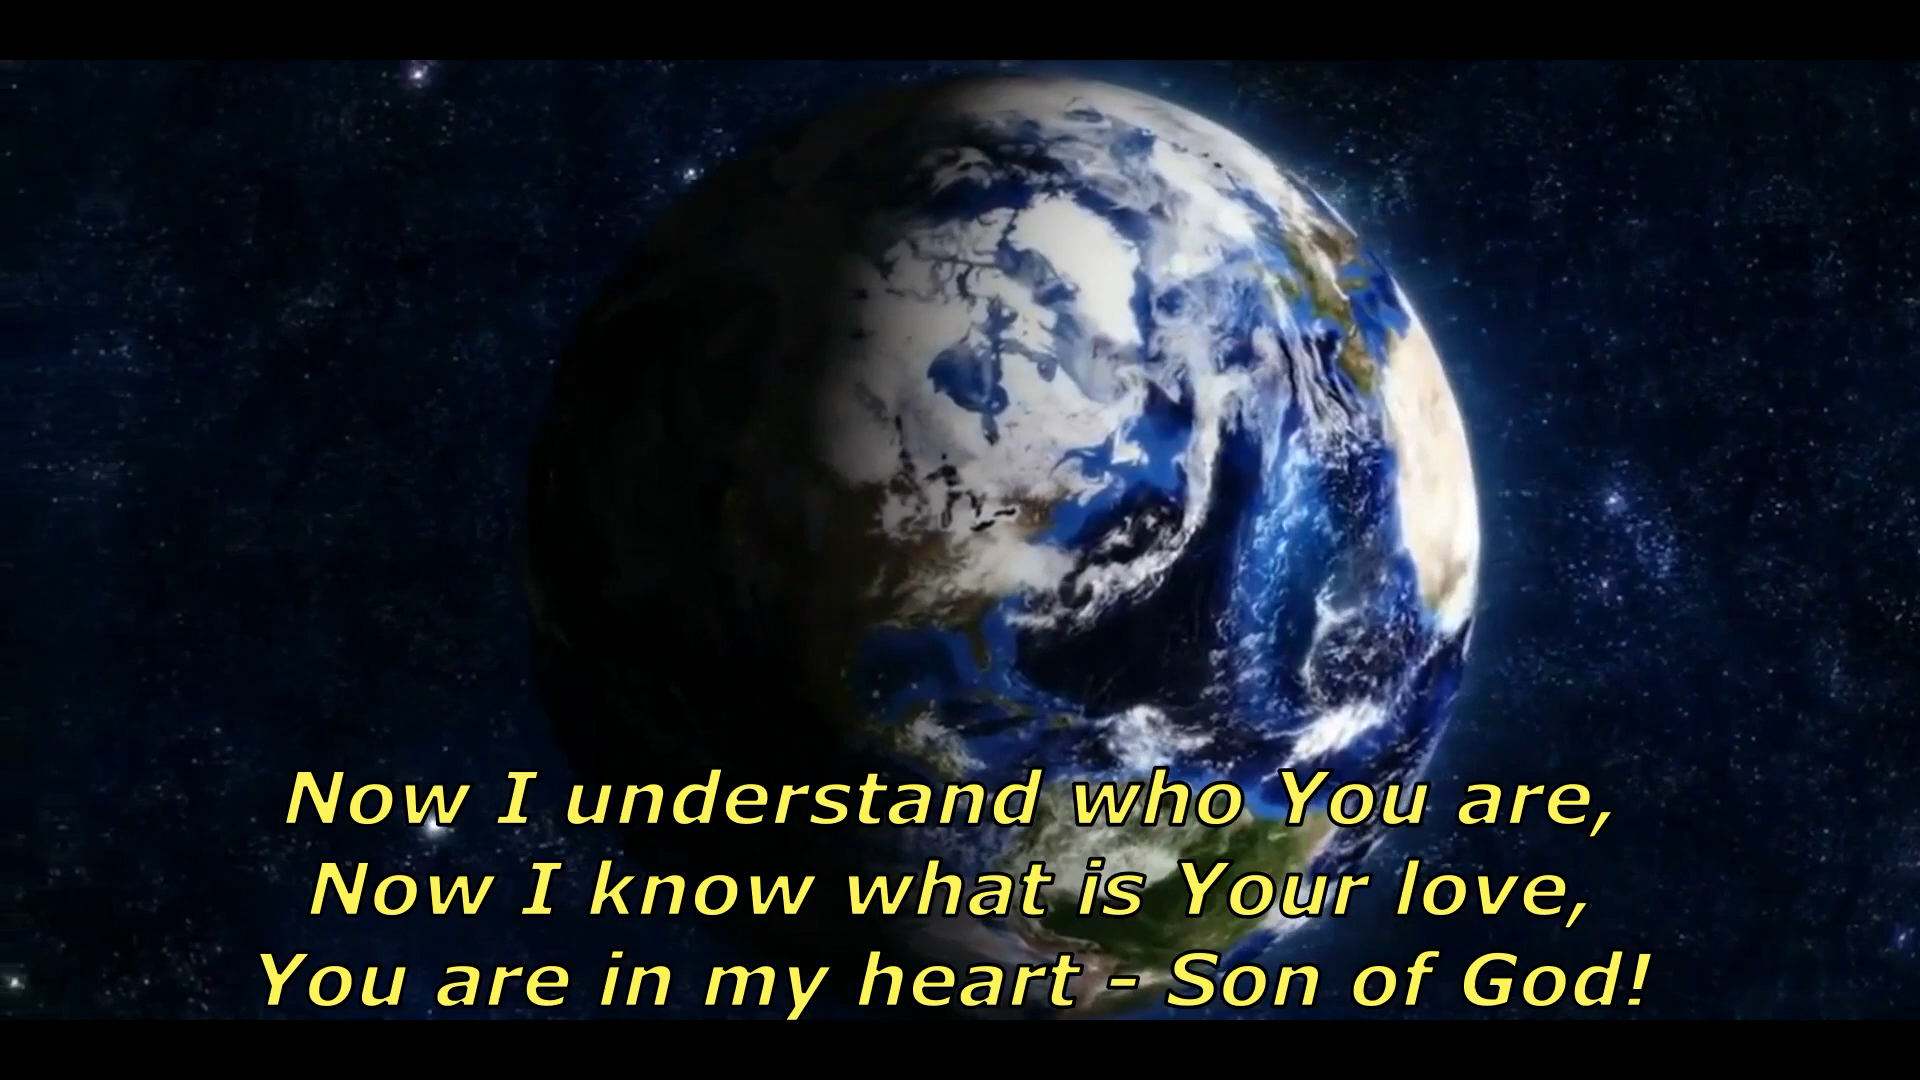 Now I understand who You are,
Now I know what is Your love,
You are in my heart - Son of God!